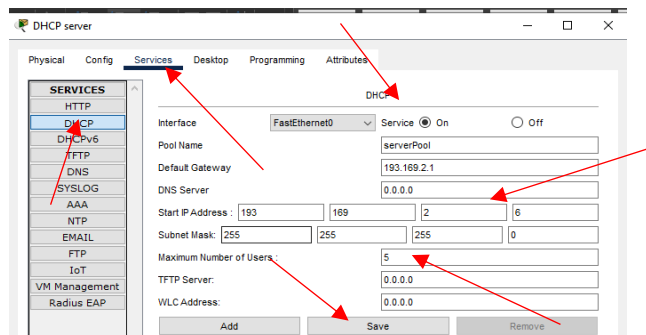 DHCP server
Physical Config Services Desktop Programming Attributes
SERVICES
HTTP
DHCP
DHCPv6
TFTP
DNS
SYSLOG
AAA
NTP
EMAIL
FTP
IoT
VM Management
Radius EAP
DHCP
Interface FastEthernet0 Service On Off
Pool Name serverPool
Default Gateway 193.169.2.1
DNS Server 0.0.0.0
Start IP Address : 193 169 2 6
Subnet Mask: 255 255 255 0
Maximum Number of Users : 5
TFTP Server: 0.0.0.0
WLC Address: 0.0.0.0
Add Save Remove